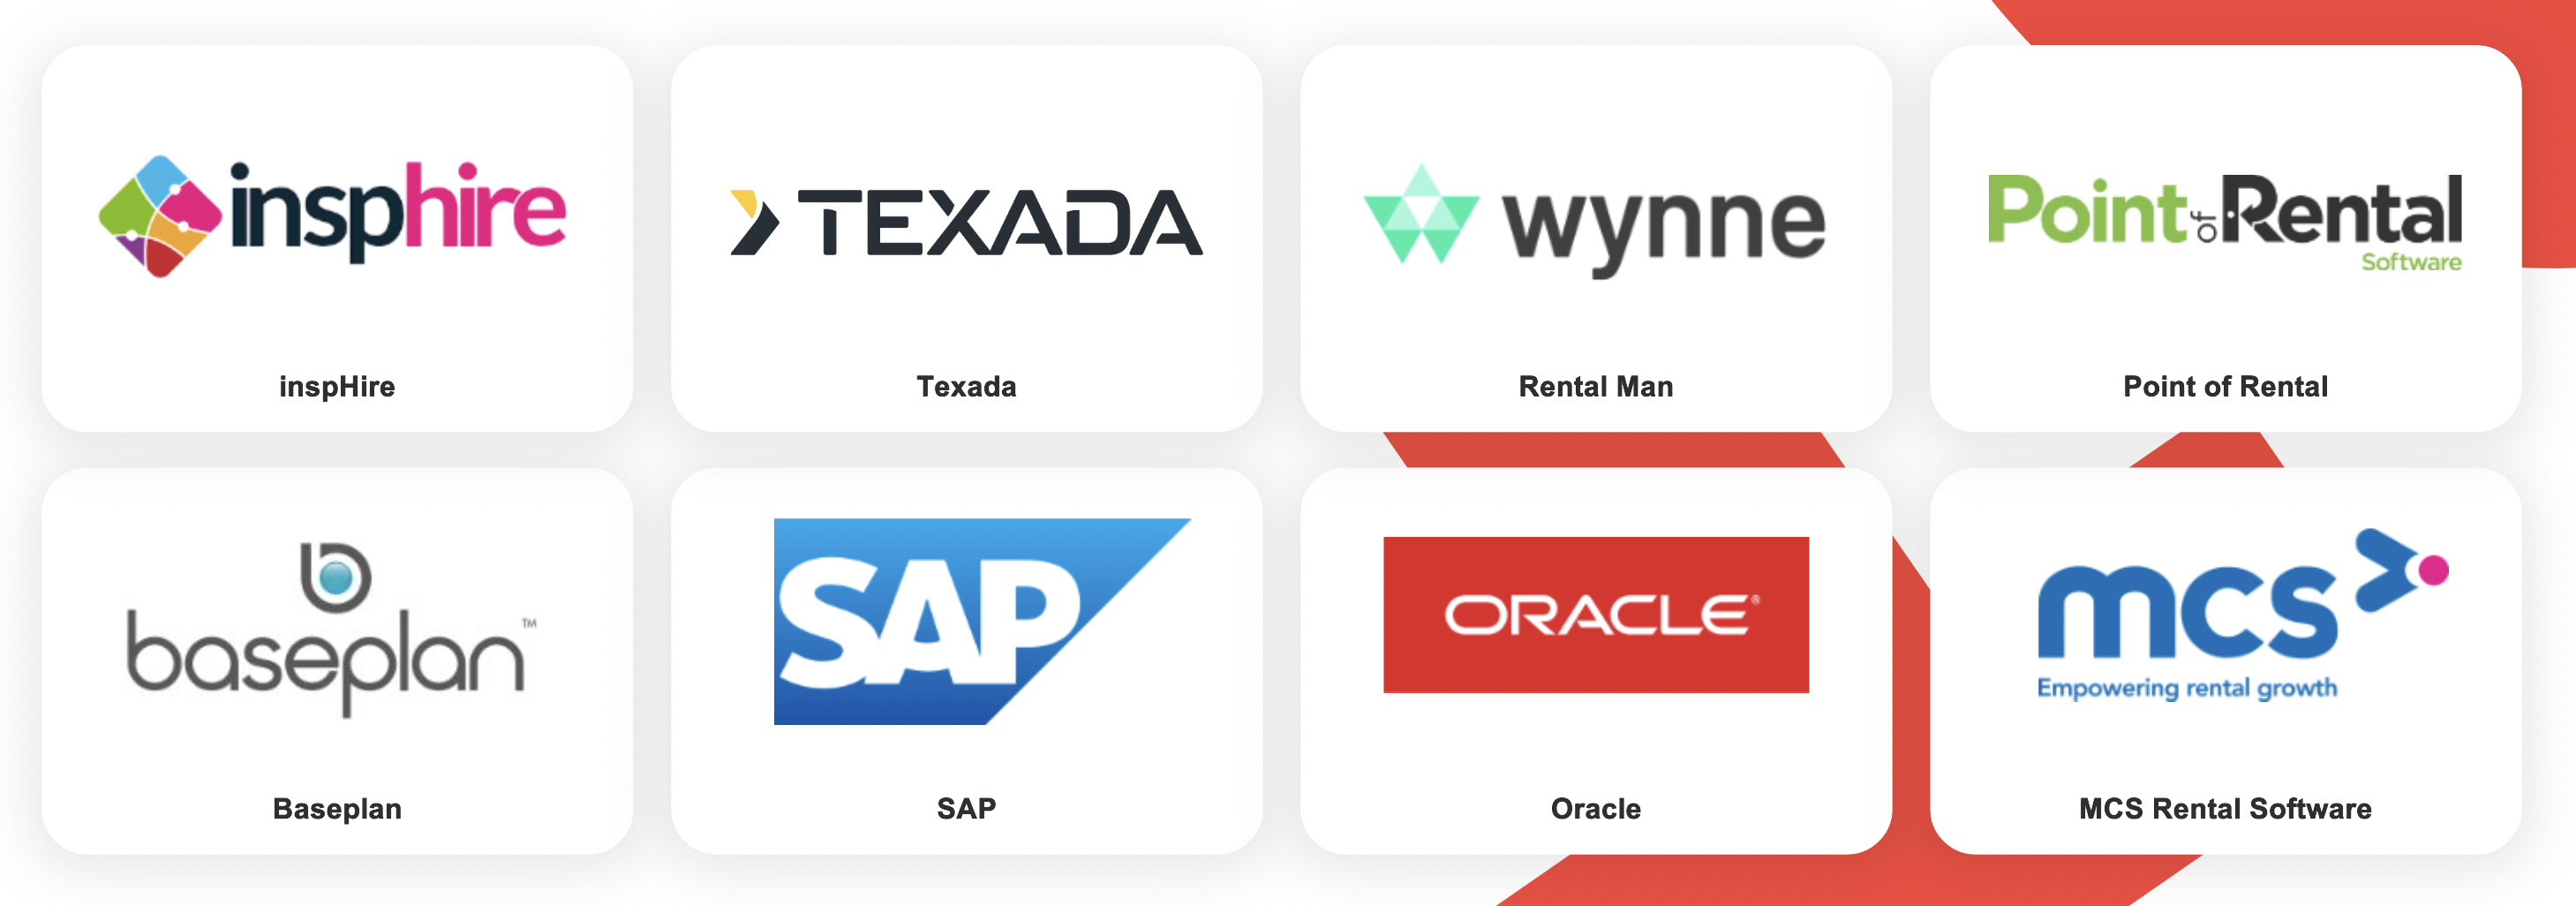 insphire
inspHire
TEXADA
Texada
wynne
Rental Man
Point of Rental
Software
Point of Rental
baseplan™
Baseplan
SAP
SAP
ORACLE®
Oracle
mcs
Empowering rental growth
MCS Rental Software